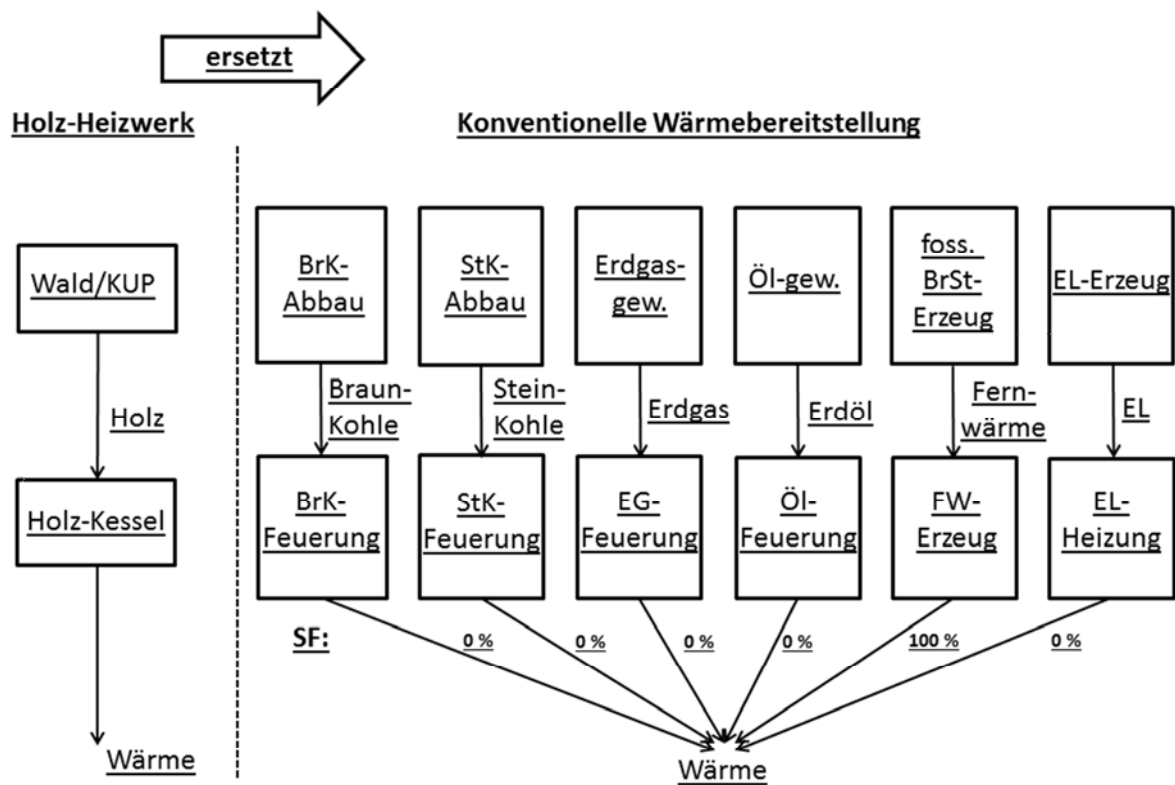 ersetzt
Holz-Heizwerk
Konventionelle Wärmebereitstellung
Wald/KUP
Holz
Holz-Kessel
Wärme
BrK-
Abbau
Braun-
Kohle
BrK-
Feuerung
StK-
Abbau
Stein-
Kohle
StK-
Feuerung
Erdgas-
gew.
Erdgas
EG-
Feuerung
Öl-gew.
Erdöl
Öl-
Feuerung
foss.
BrSt-
Erzeug
Fern-
wärme
FW-
Erzeug
EL-Erzeug
EL
EL-
Heizung
SF:
0 %
0 %
0 %
0 %
100 %
0 %
Wärme